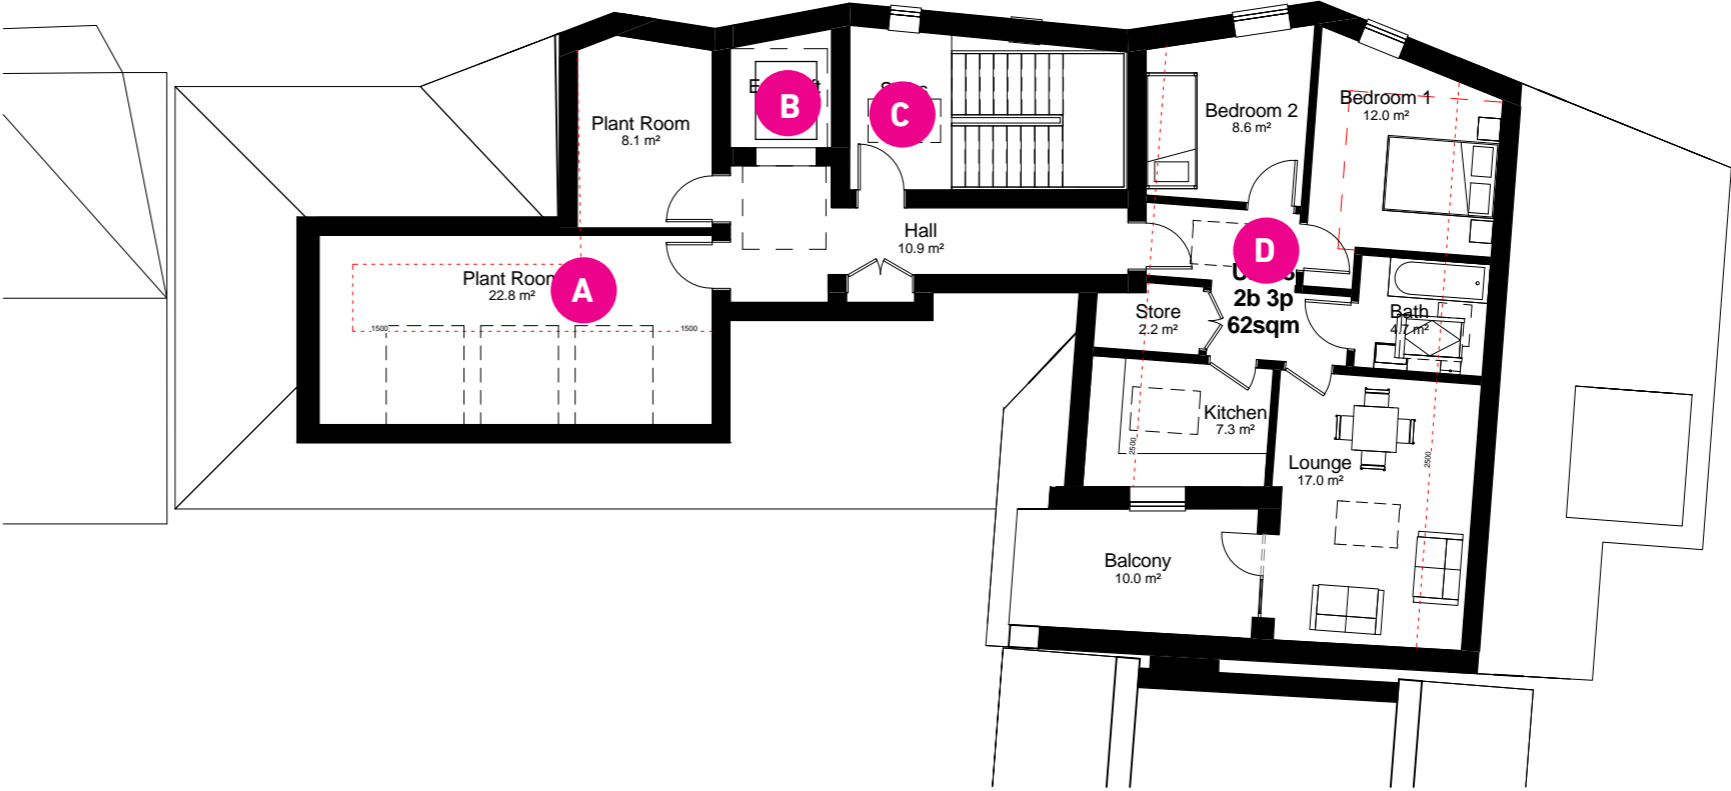 Plant Room
8.1 m²
B
C
Bedroom 2
8.6 m²
Bedroom 1
12.0 m²
Hall
10.9 m²
D
2b 3p
62sqm
Plant Room
22.8 m²
A
1500
1500
Store
2.2 m²
Bath
4.7 m²
Kitchen
7.3 m²
2500
Lounge
17.0 m²
2500
Balcony
10.0 m²